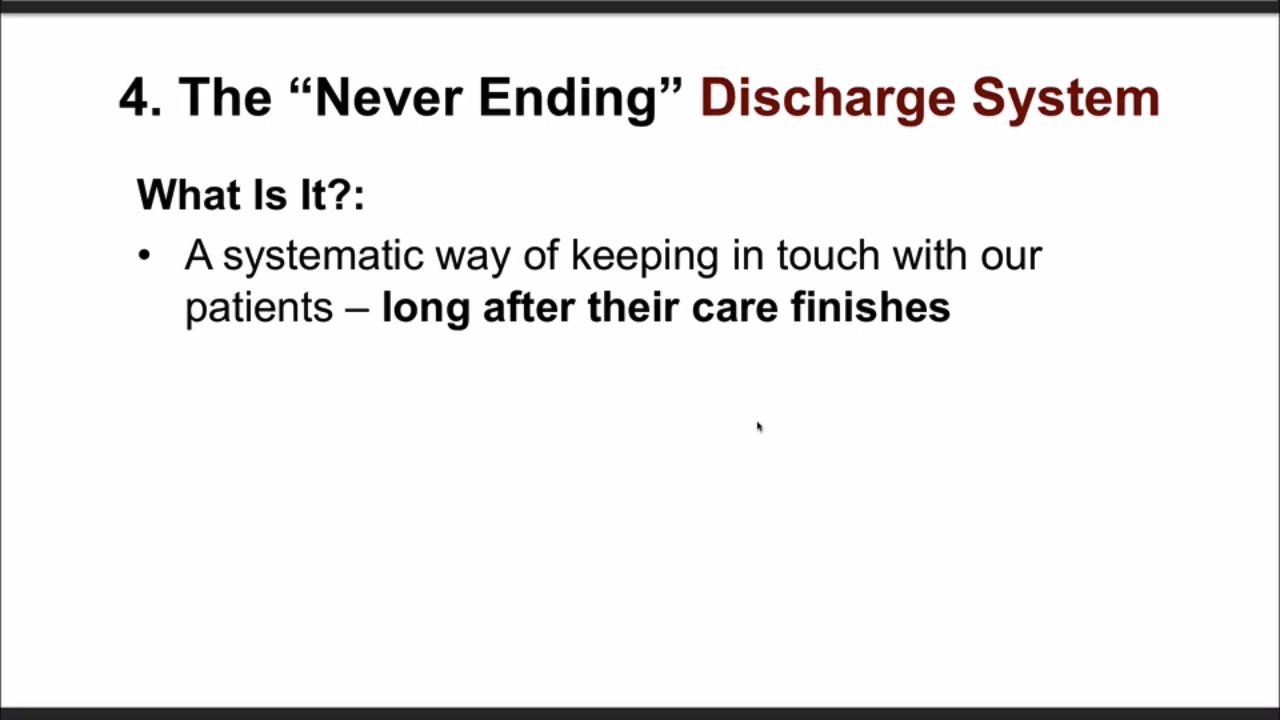 4. The “Never Ending” Discharge System
What Is It?:
• A systematic way of keeping in touch with our
patients – long after their care finishes